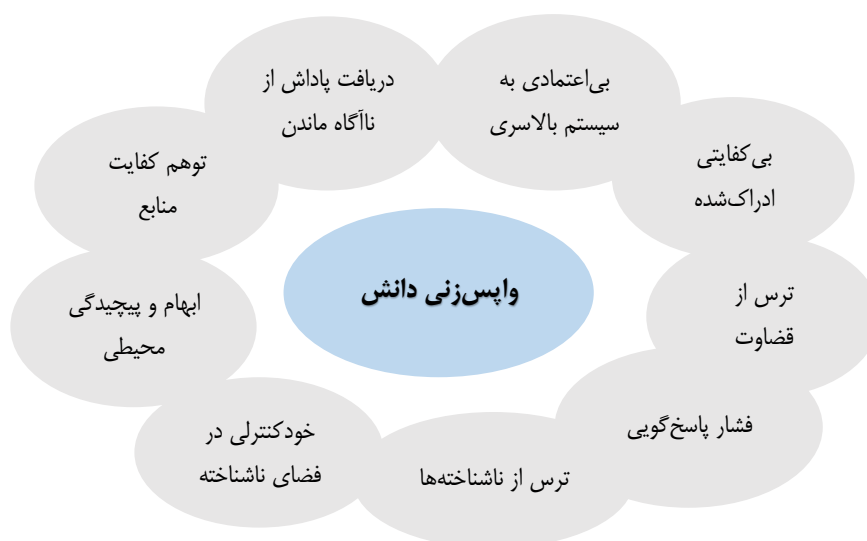 بی‌اعتمادی به
سیستم بالاسری
دریافت پاداش از
ناآگاه ماندن
بی‌کفایتی
ادراک‌شده
توهم کفایت
منابع
واپس‌زنی دانش
ترس از
قضاوت
ابهام و پیچیدگی
محیطی
فشار پاسخ‌گویی
خودکنترلی در
فضای ناشناخته
ترس از ناشناخته‌ها